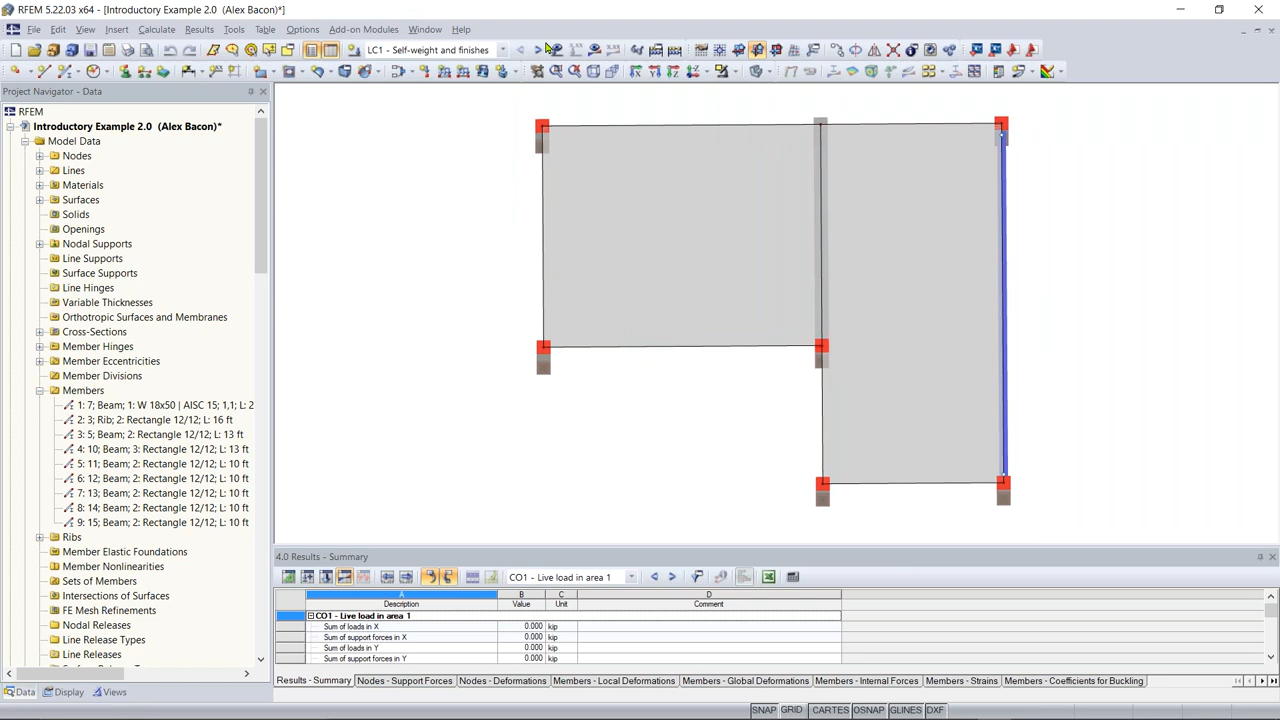 RFEM 5.22.03 x64 - [Introductory Example 2.0 (Alex Bacon)*]
File Edit View Insert Calculate Results Tools Table Options Add-on Modules Window Help
LC1 - Self-weight and finishes
Project Navigator - Data
RFEM
Introductory Example 2.0 (Alex Bacon)*
Model Data
Nodes
Lines
Materials
Surfaces
Solids
Openings
Nodal Supports
Line Supports
Surface Supports
Line Hinges
Variable Thicknesses
Orthotropic Surfaces and Membranes
Cross-Sections
Member Hinges
Member Eccentricities
Member Divisions
Members
1: 7; Beam; 1: W 18x50 | AISC 15; 1,1; L: 2
2: 3; Rib; 2: Rectangle 12/12; L: 16 ft
3: 5; Beam; 2: Rectangle 12/12; L: 13 ft
4: 10; Beam; 3: Rectangle 12/12; L: 13 ft
5: 11; Beam; 2: Rectangle 12/12; L: 10 ft
6: 12; Beam; 2: Rectangle 12/12; L: 10 ft
7: 13; Beam; 2: Rectangle 12/12; L: 10 ft
8: 14; Beam; 2: Rectangle 12/12; L: 10 ft
9: 15; Beam; 2: Rectangle 12/12; L: 10 ft
Ribs
Member Elastic Foundations
Member Nonlinearities
Sets of Members
Intersections of Surfaces
FE Mesh Refinements
Nodal Releases
Line Release Types
Line Releases
Data Display Views
4.0 Results - Summary
CO1 - Live load in area 1
A B C D
Description Value Unit Comment
CO1 - Live load in area 1
Sum of loads in X 0.000 kip
Sum of support forces in X 0.000 kip
Sum of loads in Y 0.000 kip
Sum of support forces in Y 0.000 kip
Results - Summary Nodes - Support Forces Nodes - Deformations Members - Local Deformations Members - Global Deformations Members - Internal Forces Members - Strains Members - Coefficients for Buckling
SNAP GRID CARTES OSNAP GLINES DXF